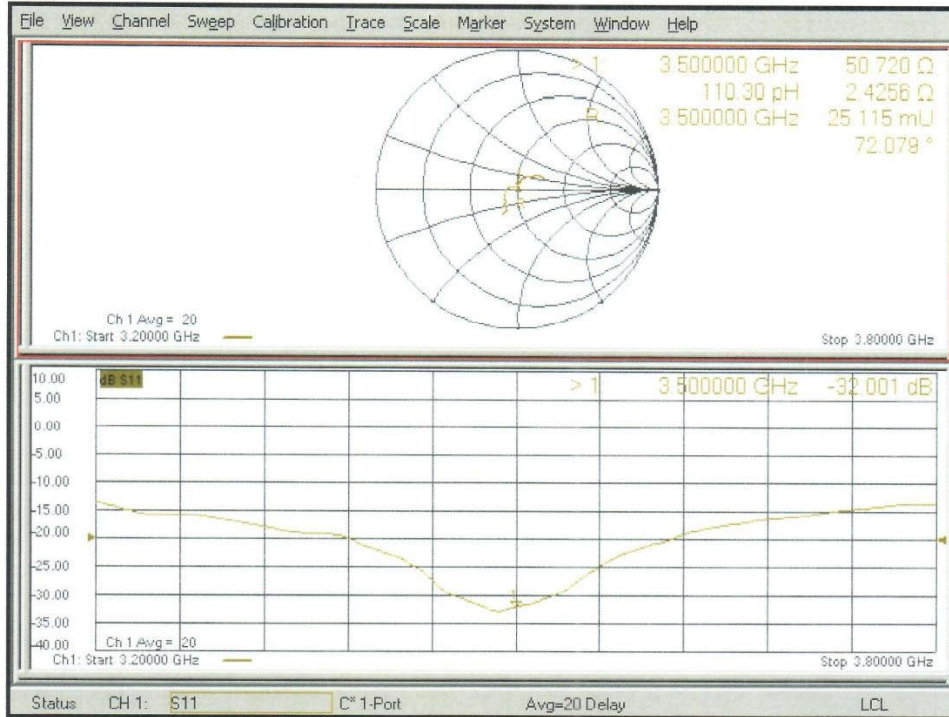 File View Channel Sweep Calibration Trace Scale Marker System Window Help
> 1: 3.500000 GHz 50.720 Ω
110.30 pH 2.4256 Ω
3.500000 GHz 25.115 mU
72.079 °
Ch 1 Avg = 20
Ch1: Start 3.20000 GHz Stop 3.80000 GHz
dB S11
> 1: 3.500000 GHz -32.001 dB
10.00
5.00
0.00
-5.00
-10.00
-15.00
-20.00
-25.00
-30.00
-35.00
-40.00
1
Ch 1 Avg = 20
Ch1: Start 3.20000 GHz Stop 3.80000 GHz
Status CH 1: S11 C* 1-Port Avg=20 Delay LCL